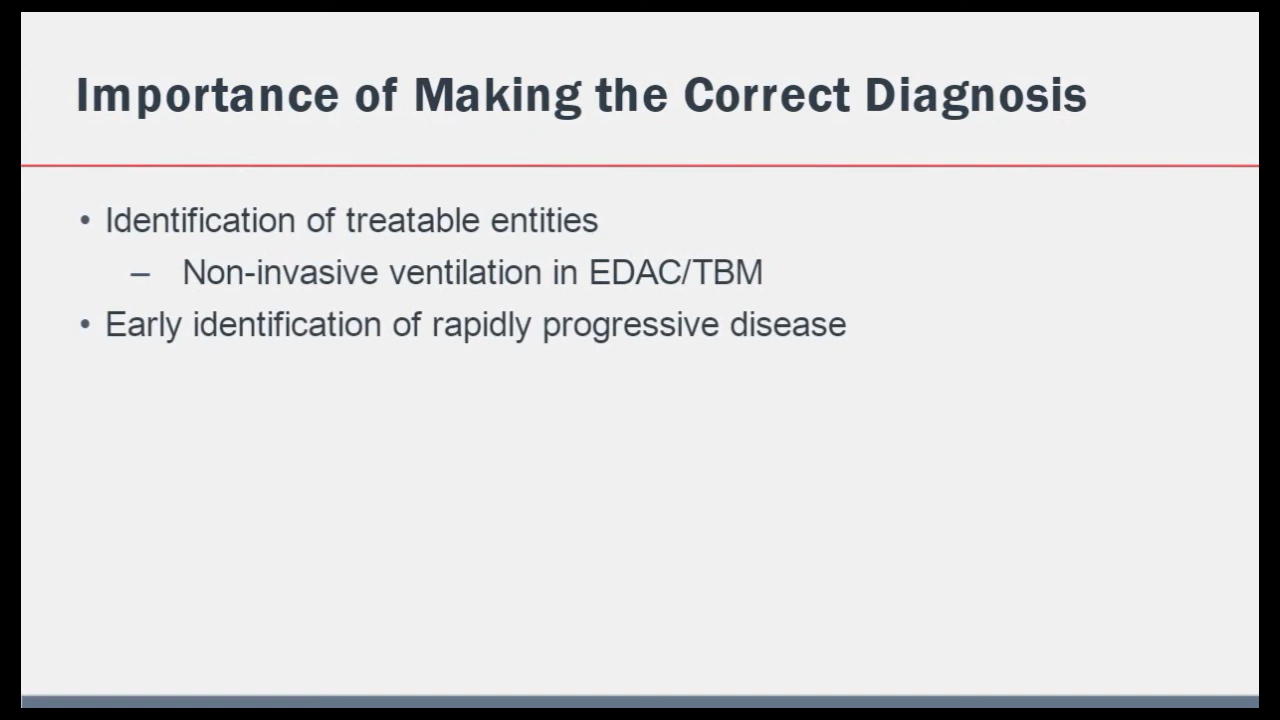 Importance of Making the Correct Diagnosis
• Identification of treatable entities
– Non-invasive ventilation in EDAC/TBM
• Early identification of rapidly progressive disease